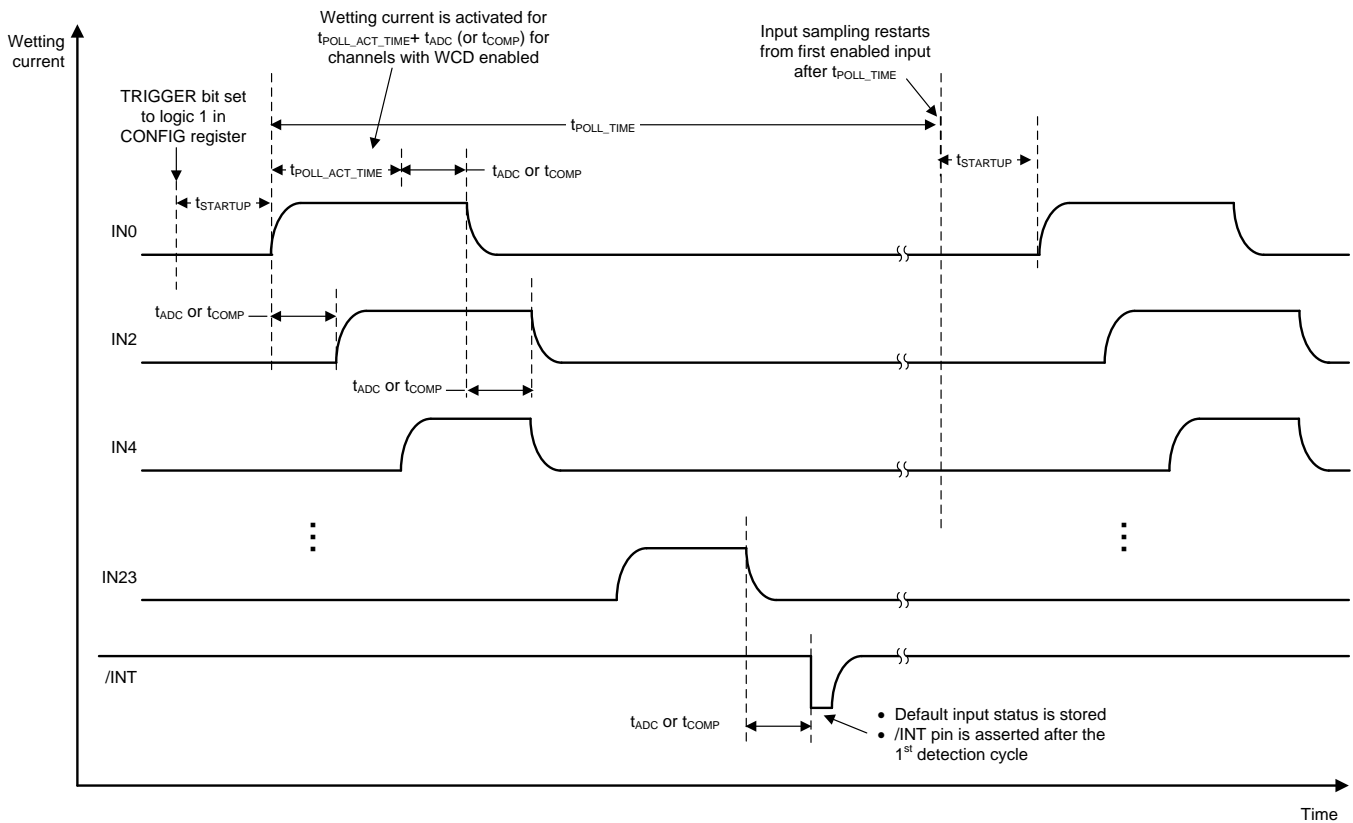 Wetting current is activated for
tPOLL_ACT_TIME+ tADC (or tCOMP) for
channels with WCD enabled
Input sampling restarts
from first enabled input
after tPOLL_TIME
Wetting
current
TRIGGER bit set
to logic 1 in
CONFIG register
tPOLL_TIME
tSTARTUP
tPOLL_ACT_TIME
tADC or tCOMP
tSTARTUP
IN0
tADC or tCOMP
IN2
tADC or tCOMP
IN4
IN23
/INT
tADC or tCOMP
• Default input status is stored
• /INT pin is asserted after the
1st detection cycle
Time